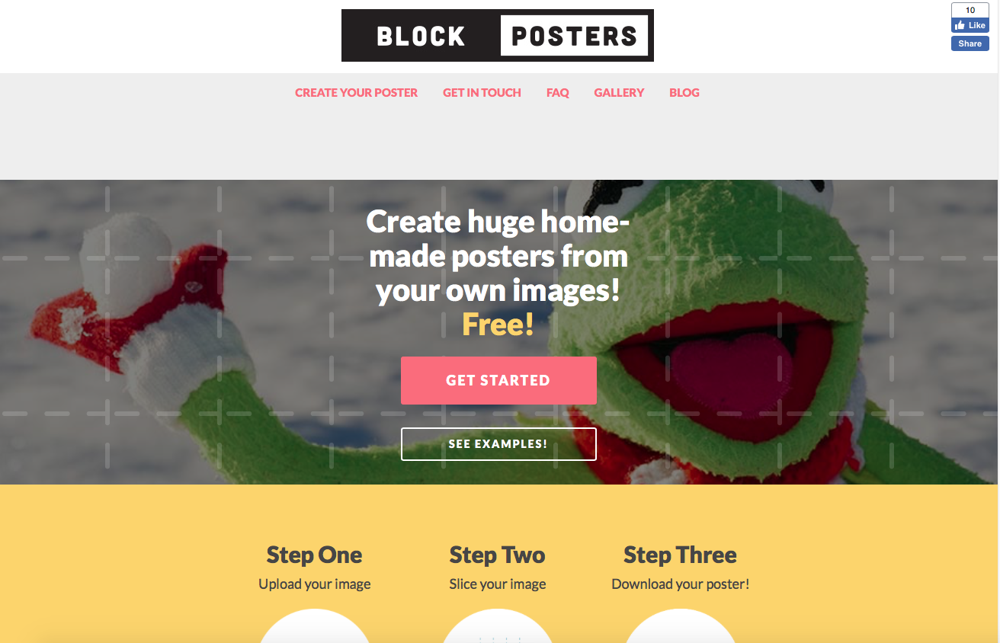 BLOCK POSTERS
10
Like
Share
CREATE YOUR POSTER GET IN TOUCH FAQ GALLERY BLOG
Create huge home-
made posters from
your own images!
Free!
GET STARTED
SEE EXAMPLES!
Step One Step Two Step Three
Upload your image Slice your image Download your poster!